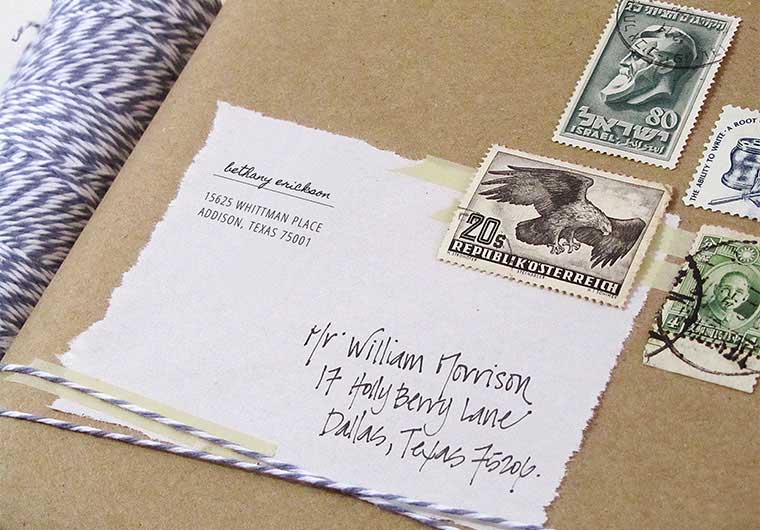 bethany erickson
15625 WHITTMAN PLACE
ADDISON, TEXAS 75001
Mr William Morrison
17 Holly Berry Lane
Dallas, Texas 75206.
80
ישראל
ISRAEL
20s
REPUBLIK ÖSTERREICH
THE ABILITY TO WRITE · A ROOT